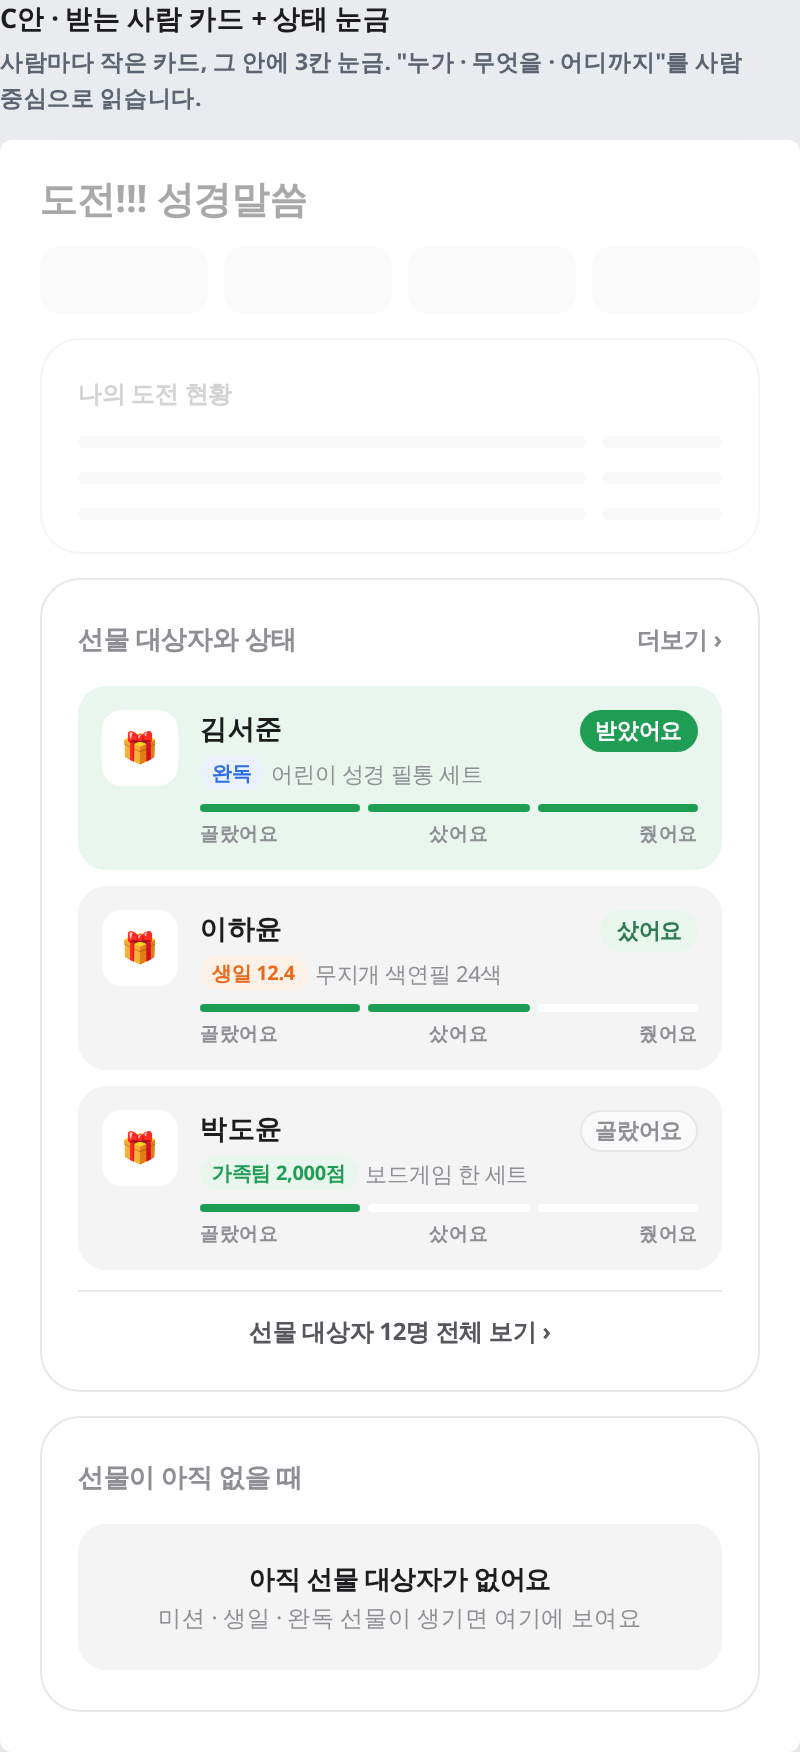 C안 · 받는 사람 카드 + 상태 눈금
사람마다 작은 카드, 그 안에 3칸 눈금. "누가 · 무엇을 · 어디까지"를 사람
중심으로 읽습니다.
도전!!! 성경말씀
나의 도전 현황
선물 대상자와 상태 더보기 ›
김서준 받았어요
완독 어린이 성경 필통 세트
골랐어요 샀어요 줬어요
이하윤 샀어요
생일 12.4 무지개 색연필 24색
골랐어요 샀어요 줬어요
박도윤 골랐어요
가족팀 2,000점 보드게임 한 세트
골랐어요 샀어요 줬어요
선물 대상자 12명 전체 보기 ›
선물이 아직 없을 때
아직 선물 대상자가 없어요
미션 · 생일 · 완독 선물이 생기면 여기에 보여요